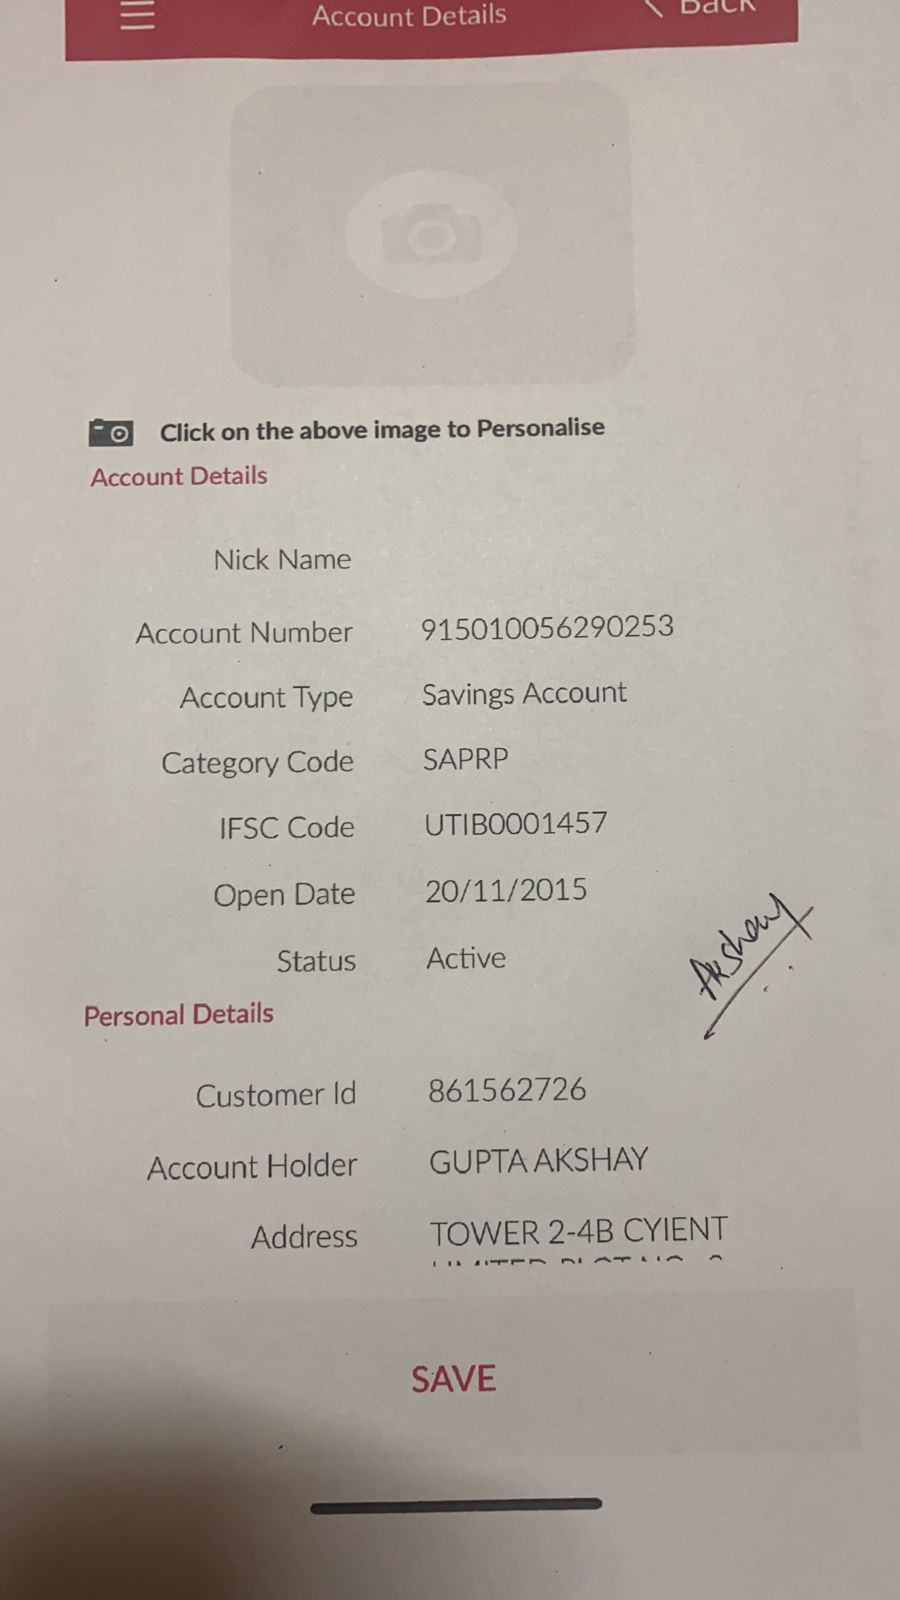 Account Details
Back
Click on the above image to Personalise
Account Details
Nick Name
Account Number 915010056290253
Account Type Savings Account
Category Code SAPRP
IFSC Code UTIB0001457
Open Date 20/11/2015
Status Active
Akshay
Personal Details
Customer Id 861562726
Account Holder GUPTA AKSHAY
Address TOWER 2-4B CYIENT
SAVE